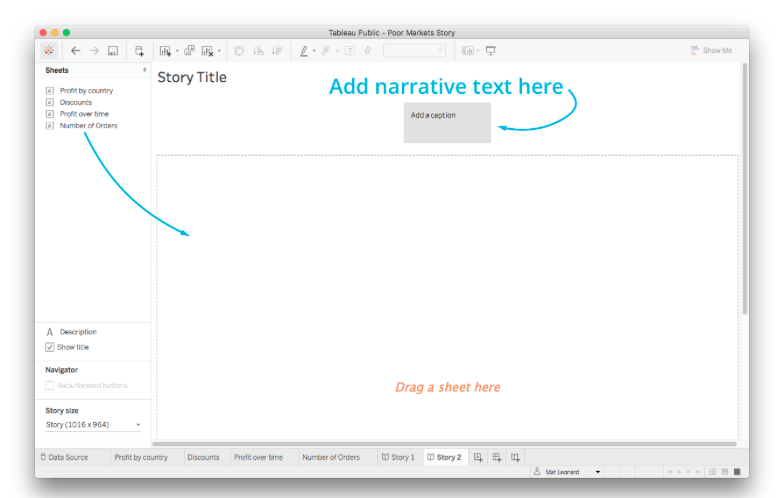 Tableau Public - Poor Markets Story
Show Me
Sheets
Profit by country
Discounts
Profit over time
Number of Orders
Story Title
Add narrative text here
Add a caption
Drag a sheet here
A Description
Show title
Navigator
Back/forward buttons
Story size
Story (1016 x 964)
Data Source Profit by country Discounts Profit over time Number of Orders Story 1 Story 2
Mat Leonard